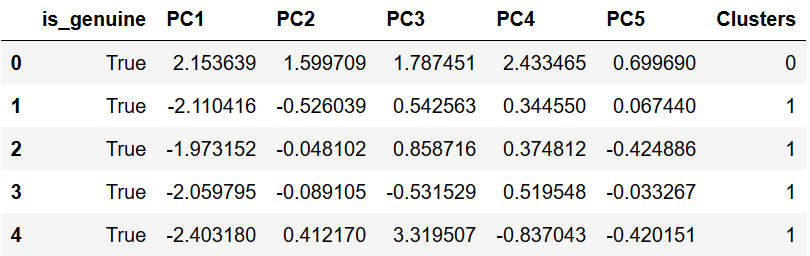 is_genuine PC1 PC2 PC3 PC4 PC5 Clusters
0 True 2.153639 1.599709 1.787451 2.433465 0.699690 0
1 True -2.110416 -0.526039 0.542563 0.344550 0.067440 1
2 True -1.973152 -0.048102 0.858716 0.374812 -0.424886 1
3 True -2.059795 -0.089105 -0.531529 0.519548 -0.033267 1
4 True -2.403180 0.412170 3.319507 -0.837043 -0.420151 1